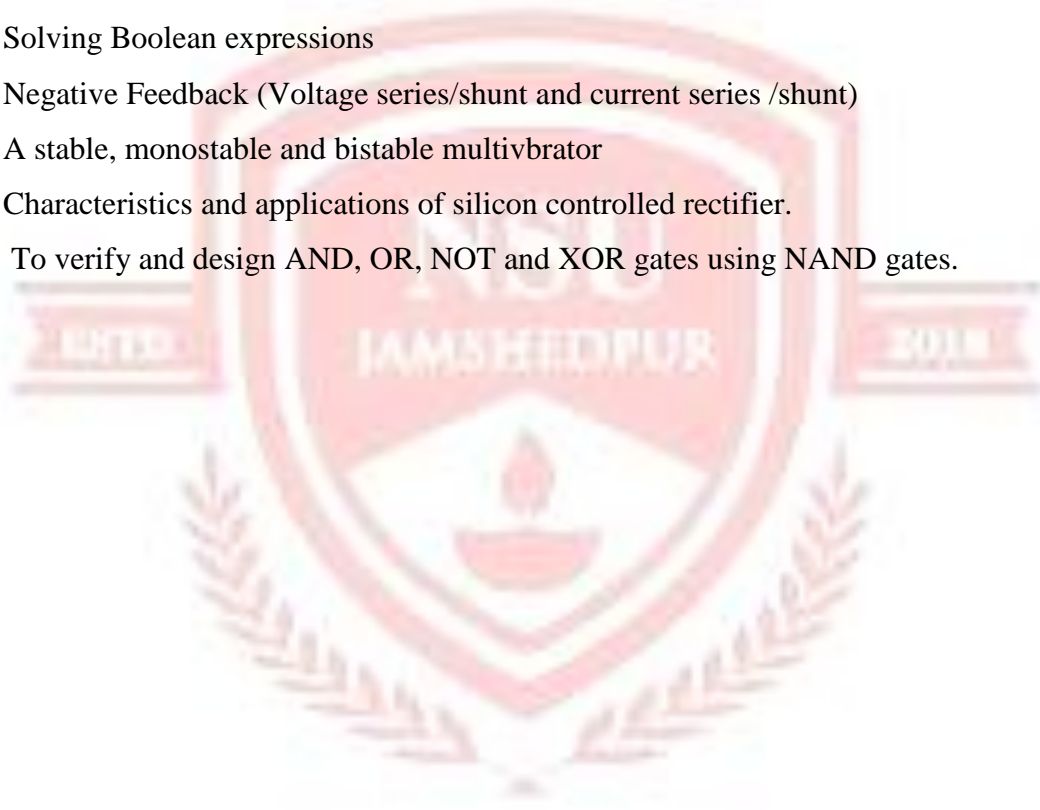 Solving Boolean expressions
Negative Feedback (Voltage series/shunt and current series /shunt)
A stable, monostable and bistable multivbrator
Characteristics and applications of silicon controlled rectifier.
To verify and design AND, OR, NOT and XOR gates using NAND gates.
NSU
ESTD
JAMSHEDPUR
2018